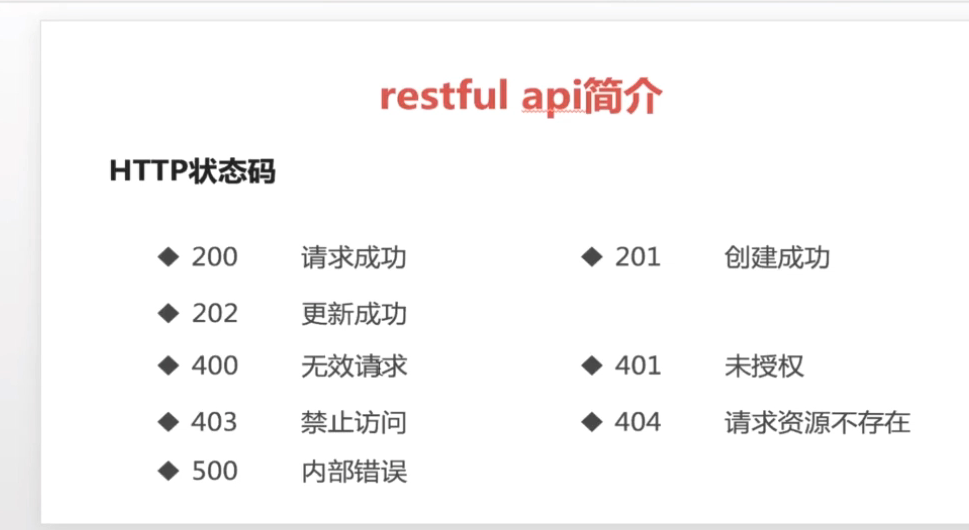 restful api简介
HTTP状态码
◆ 200 请求成功 ◆ 201 创建成功
◆ 202 更新成功
◆ 400 无效请求 ◆ 401 未授权
◆ 403 禁止访问 ◆ 404 请求资源不存在
◆ 500 内部错误